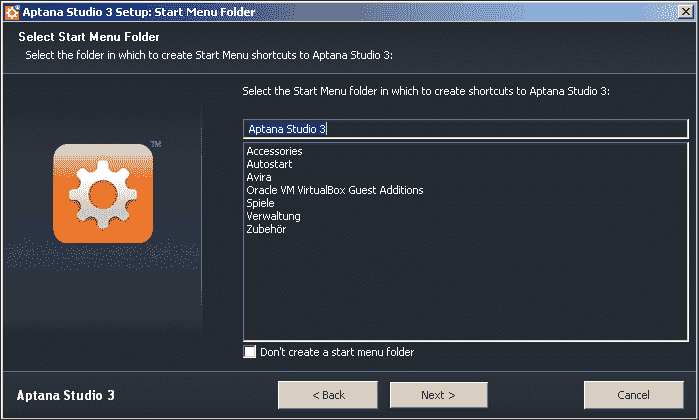 Aptana Studio 3 Setup: Start Menu Folder
Select Start Menu Folder
Select the folder in which to create Start Menu shortcuts to Aptana Studio 3:
Select the Start Menu folder in which to create shortcuts to Aptana Studio 3:
Aptana Studio 3
TM
Accessories
Autostart
Avira
Oracle VM VirtualBox Guest Additions
Spiele
Verwaltung
Zubehör
Don't create a start menu folder
Aptana Studio 3
< Back
Next >
Cancel